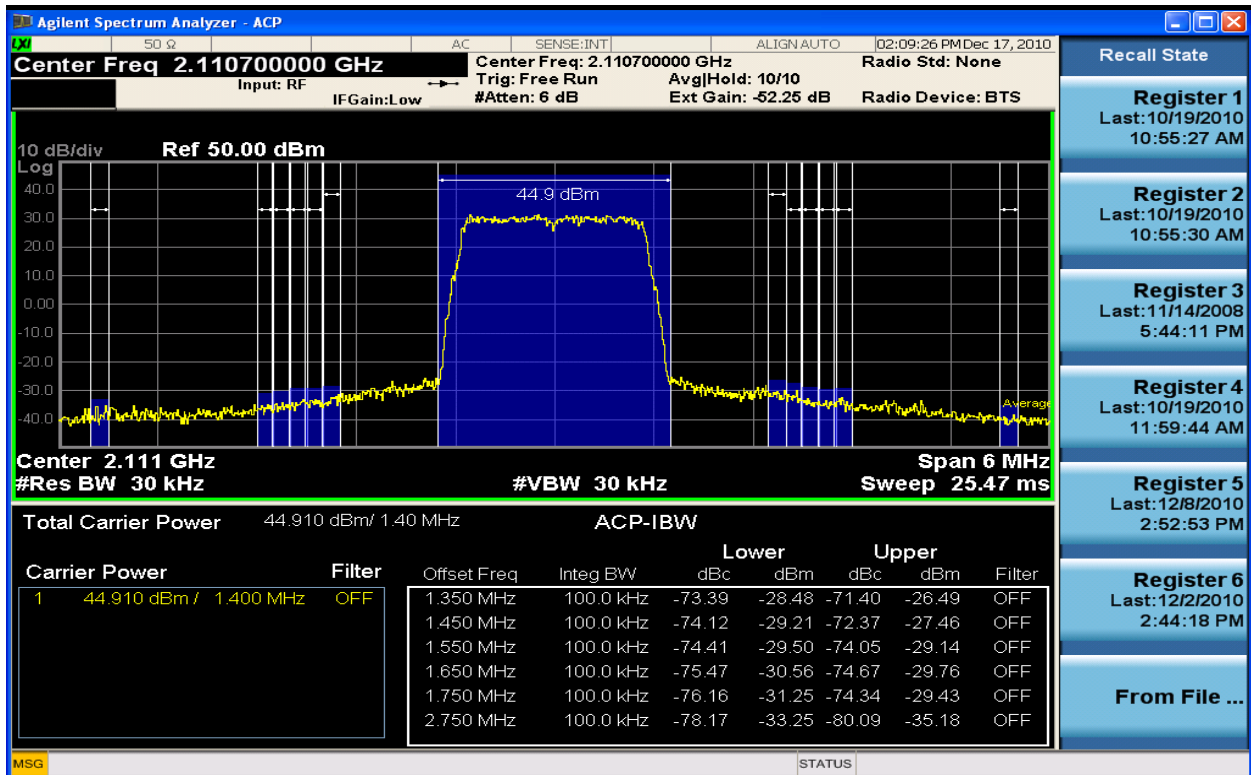 Agilent Spectrum Analyzer - ACP
LXI 50 Ω AC SENSE:INT ALIGN AUTO 02:09:26 PM Dec 17, 2010
Center Freq 2.110700000 GHz
Input: RF
IFGain:Low
Center Freq: 2.110700000 GHz
Trig: Free Run Avg|Hold: 10/10
#Atten: 6 dB Ext Gain: -52.25 dB
Radio Std: None
Radio Device: BTS
10 dB/div Ref 50.00 dBm
Log
40.0
30.0
20.0
10.0
0.00
-10.0
-20.0
-30.0
-40.0
44.9 dBm
Average
Center 2.111 GHz Span 6 MHz
#Res BW 30 kHz #VBW 30 kHz Sweep 25.47 ms
Total Carrier Power 44.910 dBm/ 1.40 MHz ACP-IBW
Carrier Power Filter
1 44.910 dBm / 1.400 MHz OFF
Lower Upper
Offset Freq Integ BW dBc dBm dBc dBm Filter
1.350 MHz 100.0 kHz -73.39 -28.48 -71.40 -26.49 OFF
1.450 MHz 100.0 kHz -74.12 -29.21 -72.37 -27.46 OFF
1.550 MHz 100.0 kHz -74.41 -29.50 -74.05 -29.14 OFF
1.650 MHz 100.0 kHz -75.47 -30.56 -74.67 -29.76 OFF
1.750 MHz 100.0 kHz -76.16 -31.25 -74.34 -29.43 OFF
2.750 MHz 100.0 kHz -78.17 -33.25 -80.09 -35.18 OFF
MSG STATUS
Recall State
Register 1
Last:10/19/2010
10:55:27 AM
Register 2
Last:10/19/2010
10:55:30 AM
Register 3
Last:11/14/2008
5:44:11 PM
Register 4
Last:10/19/2010
11:59:44 AM
Register 5
Last:12/8/2010
2:52:53 PM
Register 6
Last:12/2/2010
2:44:18 PM
From File ...